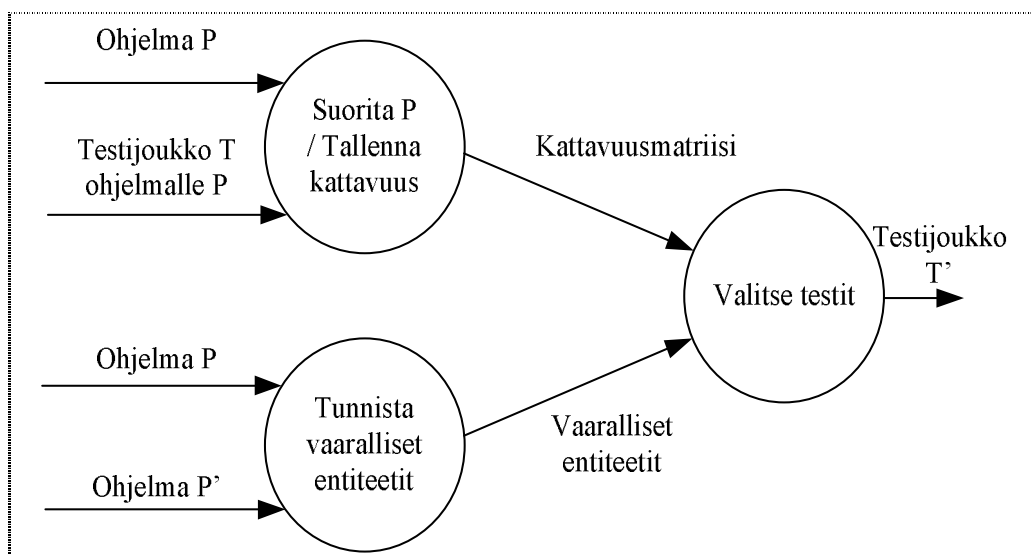 Ohjelma P
Testijoukko T
ohjelmalle P
Suorita P
/ Tallenna
kattavuus
Kattavuusmatriisi
Valitse testit
Testijoukko
T’
Ohjelma P
Ohjelma P’
Tunnista
vaaralliset
entiteetit
Vaaralliset
entiteetit